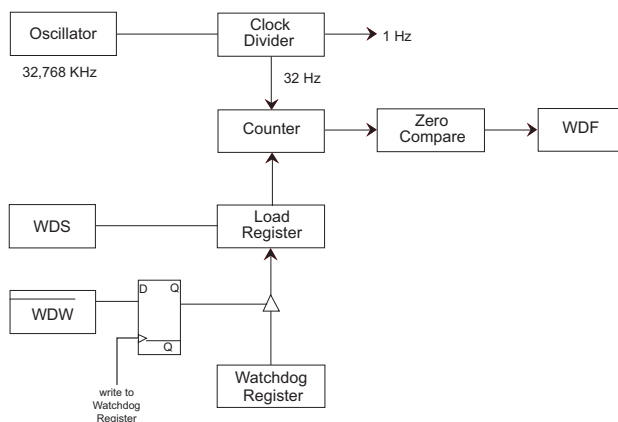 Oscillator
Clock
Divider
1 Hz
32,768 KHz
32 Hz
Counter
Zero
Compare
WDF
WDS
Load
Register
WDW
D
Q
Q
write to
Watchdog
Register
Watchdog
Register